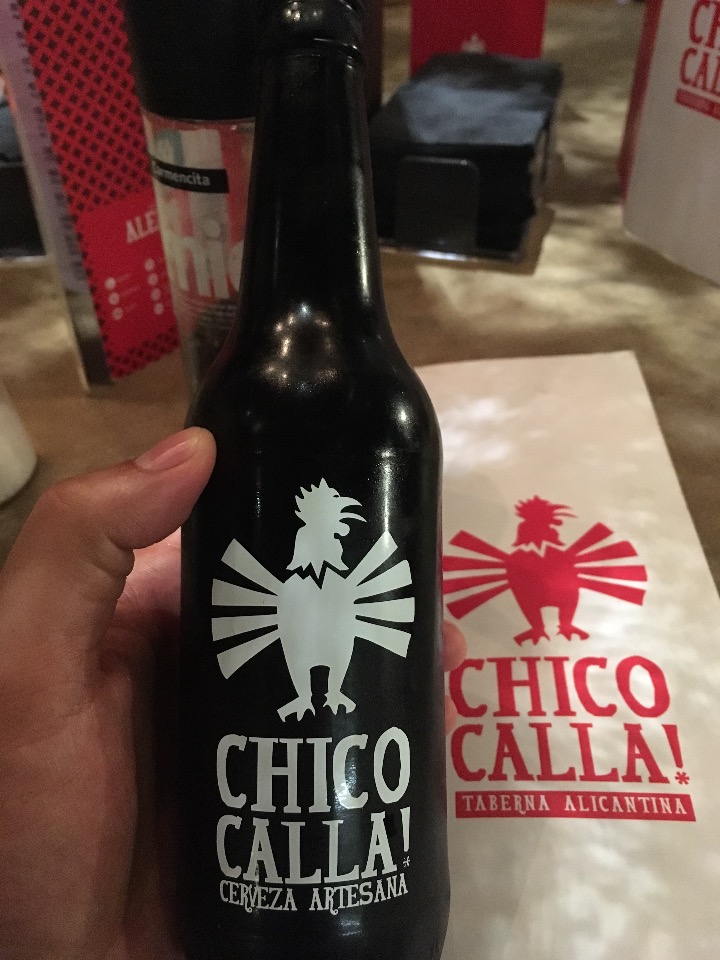 CHICO
CALLA!*
CERVEZA ARTESANA
CHICO
CALLA!*
TABERNA ALICANTINA
Carmencita